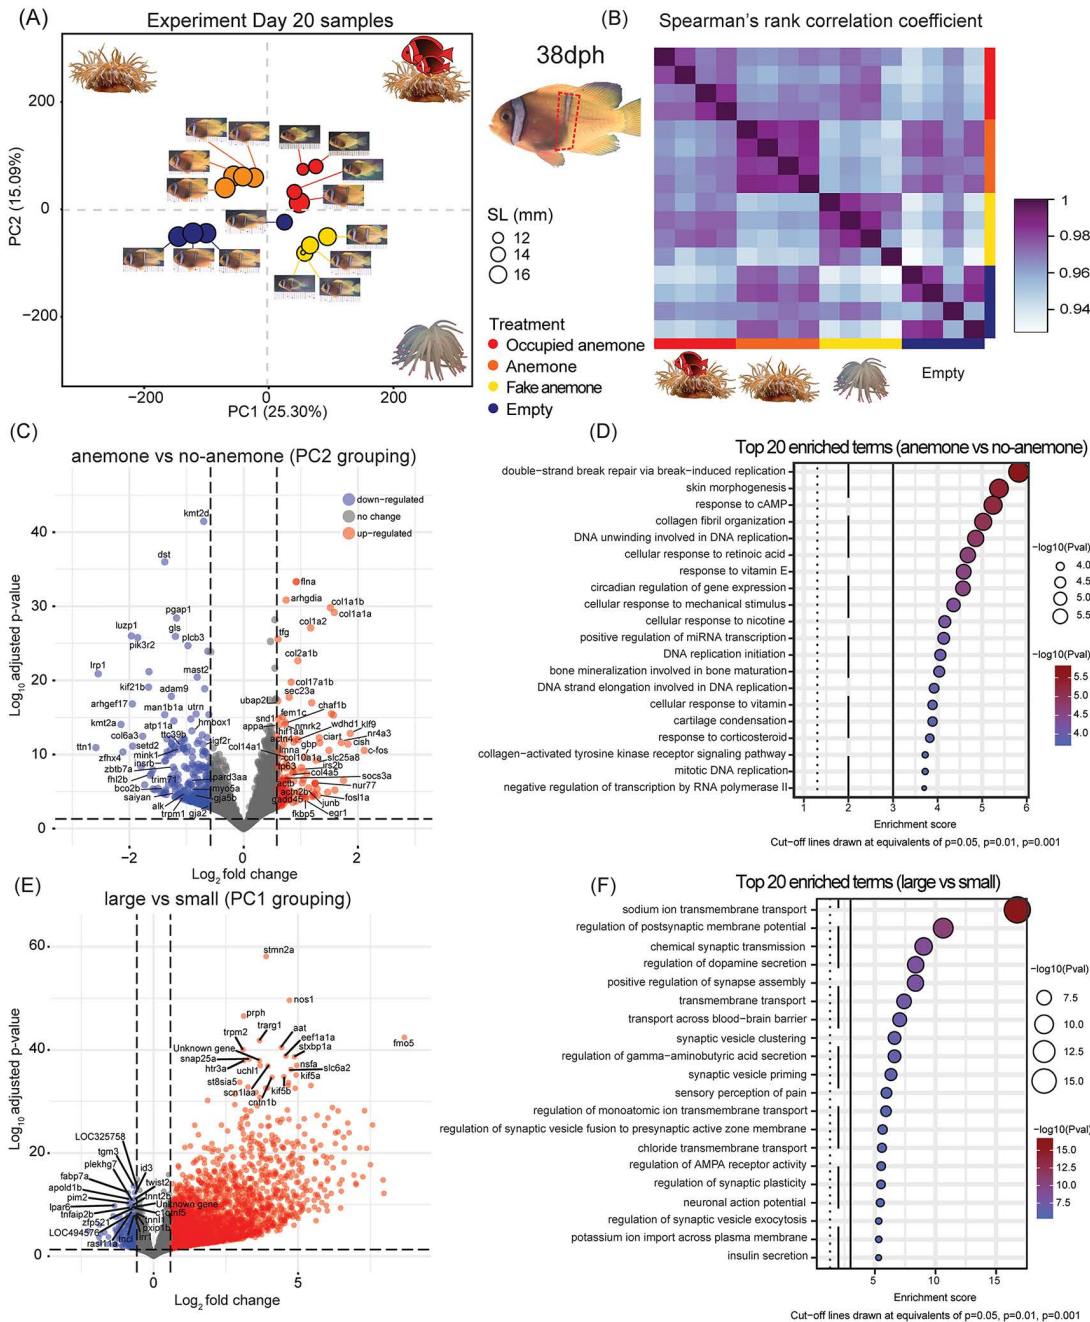 (A)
Experiment Day 20 samples
PC2 (15.09%)
200
0
−200
−200
0
200
PC1 (25.30%)
38dph
SL (mm)
12
14
16
Treatment
Occupied anemone
Anemone
Fake anemone
Empty
(B)
Spearman's rank correlation coefficient
1
0.98
0.96
0.94
Empty
(C)
anemone vs no-anemone (PC2 grouping)
Log10 adjusted p-value
40
30
20
10
0
−2
0
2
Log2 fold change
down−regulated
no change
up−regulated
kmt2d
dst
pgap1
luzp1
gls
pik3r2
plcb3
lrp1
mast2
kif21b
adam9
arhgef17
man1b1a
utrn
kmt2a
atp11a
hmbox1
col6a3
ttc39b
igf2r
ttn1
setd2
mink1
zfhx4
insrb
zbtb7a
fhl2b
trim71
pard3aa
bco2b
myo5a
saiyan
gja5b
alk
trpm1
gja2
flna
arhgdia
col1a1b
col1a1a
col1a2
tfg
col2a1b
col17a1b
sec23a
ubap2l
chaf1b
fem1c
snd1
nmrk2
wdhd1
klf9
appa
hif1aa
nr4a3
actn4
ciart
gbp
cish
col14a1
lmna
c-fos
col10a1a
slc25a8
tp63
irs2b
col4a5
socs3a
actb
nur77
actn2b
gadd45
junb
fosl1a
fkbp5
egr1
(D)
Top 20 enriched terms (anemone vs no-anemone)
double-strand break repair via break-induced replication
skin morphogenesis
response to cAMP
collagen fibril organization
DNA unwinding involved in DNA replication
cellular response to retinoic acid
response to vitamin E
circadian regulation of gene expression
cellular response to mechanical stimulus
cellular response to nicotine
positive regulation of miRNA transcription
DNA replication initiation
bone mineralization involved in bone maturation
DNA strand elongation involved in DNA replication
cellular response to vitamin
cartilage condensation
response to corticosteroid
collagen-activated tyrosine kinase receptor signaling pathway
mitotic DNA replication
negative regulation of transcription by RNA polymerase II
1
2
3
4
5
6
Enrichment score
Cut-off lines drawn at equivalents of p=0.05, p=0.01, p=0.001
−log10(Pval)
4.0
4.5
5.0
5.5
−log10(Pval)
5.5
5.0
4.5
4.0
(E)
large vs small (PC1 grouping)
Log10 adjusted p-value
60
40
20
0
0
5
Log2 fold change
stmn2a
nos1
prph
trarg1
trpm2
aat
fmo5
eef1a1a
Unknown gene
stxbp1a
snap25a
nsfa
slc6a2
htr3a
uchl1
kif5a
st8sia5
kif5b
scn1laa
cntn1b
LOC325758
tgm3
id3
plekhg7
fabp7a
twist2
apold1b
tnnt2b
pim2
Unknown gene
lpar6
c1qtnf5
tnfaip2b
tnnl1
zfp521
pxip1b
LOC494576
lrr1
rasl11a
(F)
Top 20 enriched terms (large vs small)
sodium ion transmembrane transport
regulation of postsynaptic membrane potential
chemical synaptic transmission
regulation of dopamine secretion
positive regulation of synapse assembly
transmembrane transport
transport across blood−brain barrier
synaptic vesicle clustering
regulation of gamma−aminobutyric acid secretion
synaptic vesicle priming
sensory perception of pain
regulation of monoatomic ion transmembrane transport
regulation of synaptic vesicle fusion to presynaptic active zone membrane
chloride transmembrane transport
regulation of AMPA receptor activity
regulation of synaptic plasticity
neuronal action potential
regulation of synaptic vesicle exocytosis
potassium ion import across plasma membrane
insulin secretion
5
10
15
Enrichment score
Cut-off lines drawn at equivalents of p=0.05, p=0.01, p=0.001
−log10(Pval)
7.5
10.0
12.5
15.0
−log10(Pval)
15.0
12.5
10.0
7.5